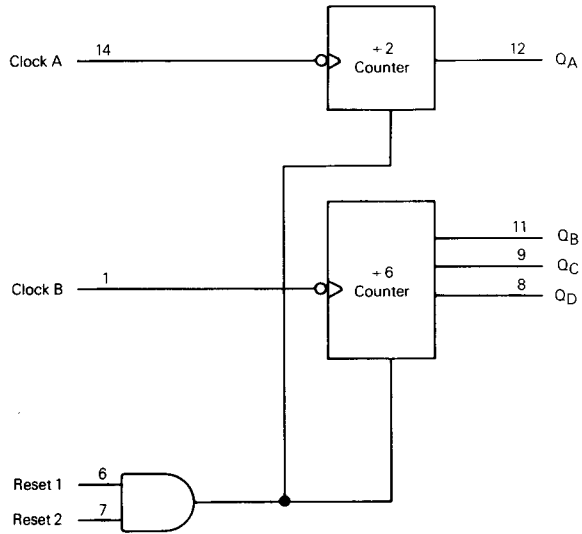 Clock A 14
÷2
Counter
12 QA
Clock B 1
÷6
Counter
11 QB
9 QC
8 QD
Reset 1 6
Reset 2 7